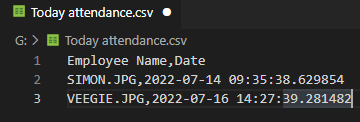 Today attendance.csv
G: > Today attendance.csv
1 Employee Name,Date
2 SIMON.JPG,2022-07-14 09:35:38.629854
3 VEEGIE.JPG,2022-07-16 14:27:39.281482